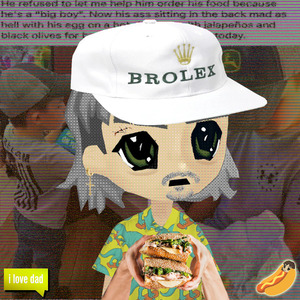 He refused to let me help him order his food because
he's a "big boy". Now his ass sitting in the back mad as
hell with his egg on a
jalapeños and
black olives
today.
BROLEX
I love dad